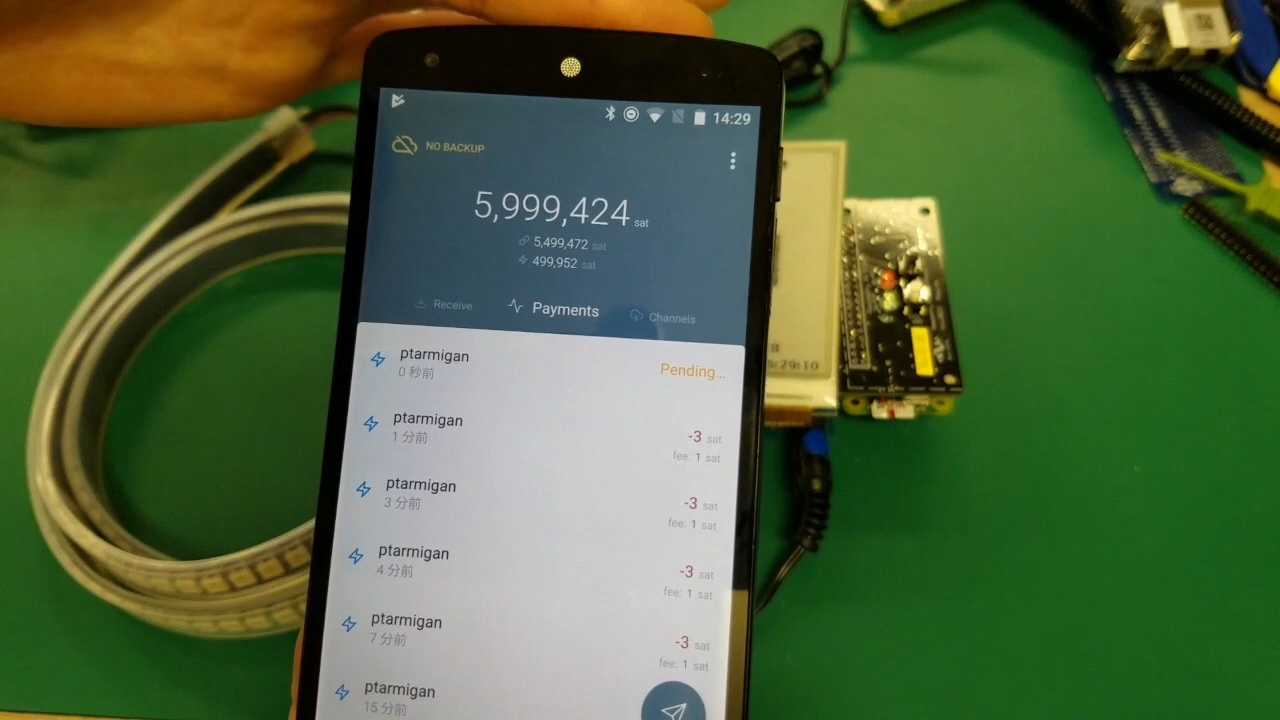 14:29
NO BACKUP
5,999,424 sat
5,499,472 sat
499,952 sat
Receive Payments Channels
ptarmigan
0 秒前
Pending...
ptarmigan
1 分前
-3 sat
fee: 1 sat
ptarmigan
3 分前
-3 sat
fee: 1 sat
ptarmigan
4 分前
-3 sat
fee: 1 sat
ptarmigan
7 分前
-3 sat
fee: 1 sat
ptarmigan
15 分前
:29:10